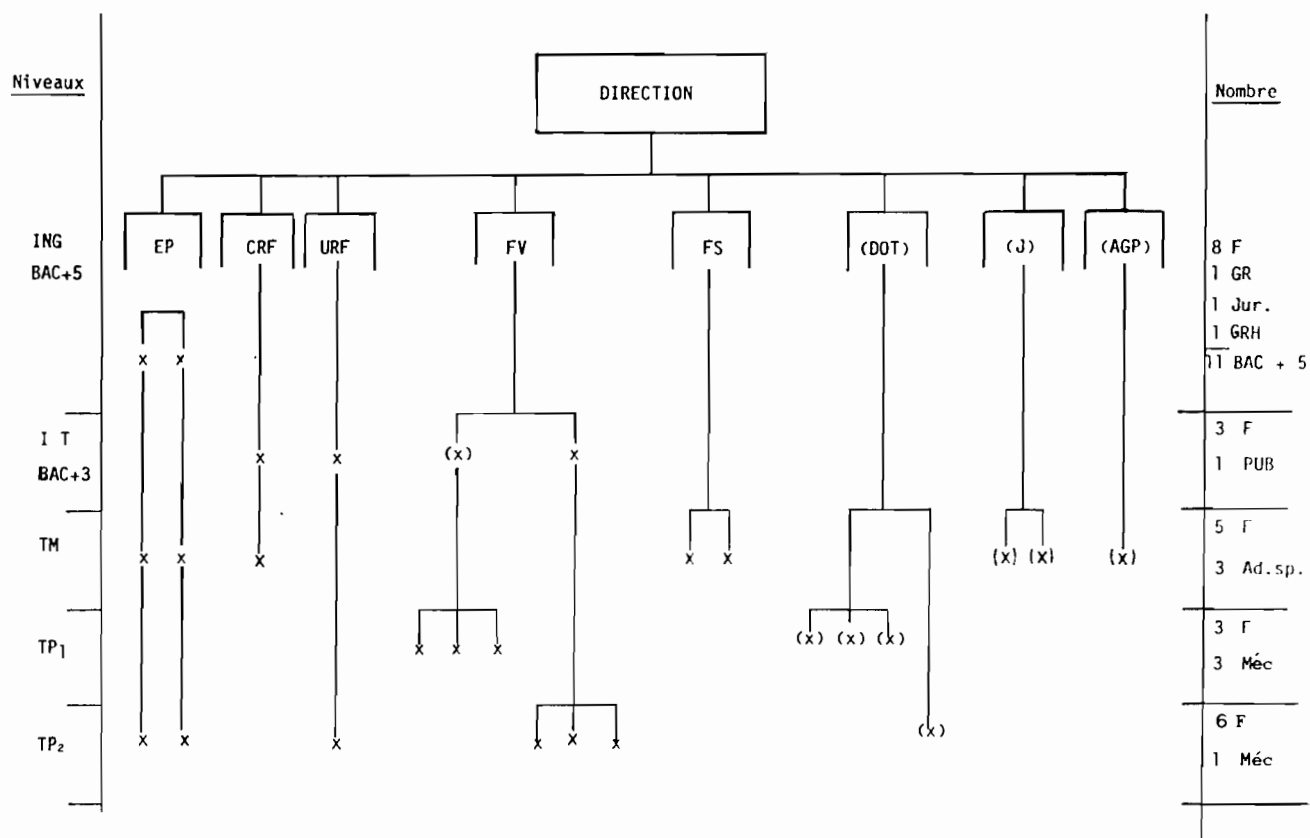 Niveaux
DIRECTION
Nombre
ING
BAC+5
EP
CRF
URF
FV
FS
(DOT)
(J)
(AGP)
8 F
1 GR
1 Jur.
1 GRH
11 BAC + 5
x x
I T
BAC+3
x
x
(x)
x
3 F
1 PUB
TM
x x
x
x x
(x) (x)
(x)
5 F
3 Ad.sp.
TP1
x x x
(x) (x) (x)
3 F
3 Méc
TP2
x x
x
x x x
(x)
6 F
1 Méc